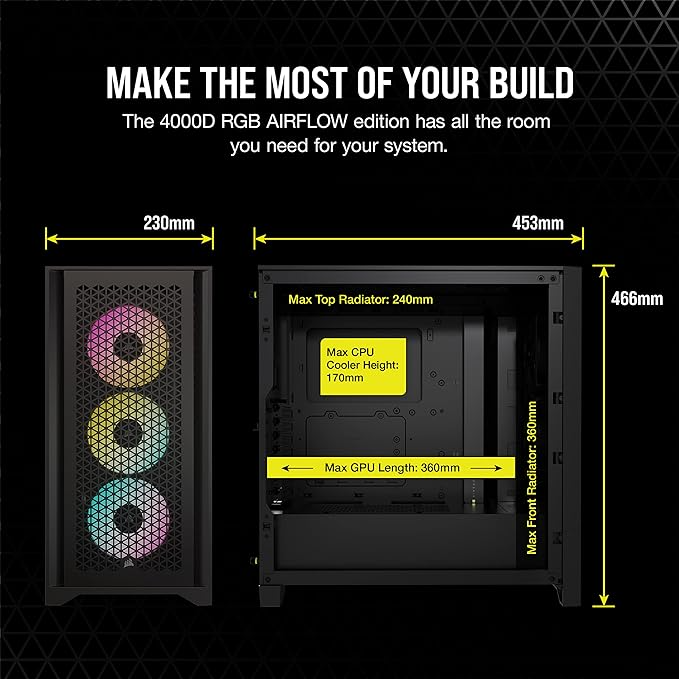 MAKE THE MOST OF YOUR BUILD
The 4000D RGB AIRFLOW edition has all the room
you need for your system.
230mm
453mm
466mm
Max Top Radiator: 240mm
Max CPU
Cooler Height:
170mm
Max GPU Length: 360mm
Max Front Radiator: 360mm